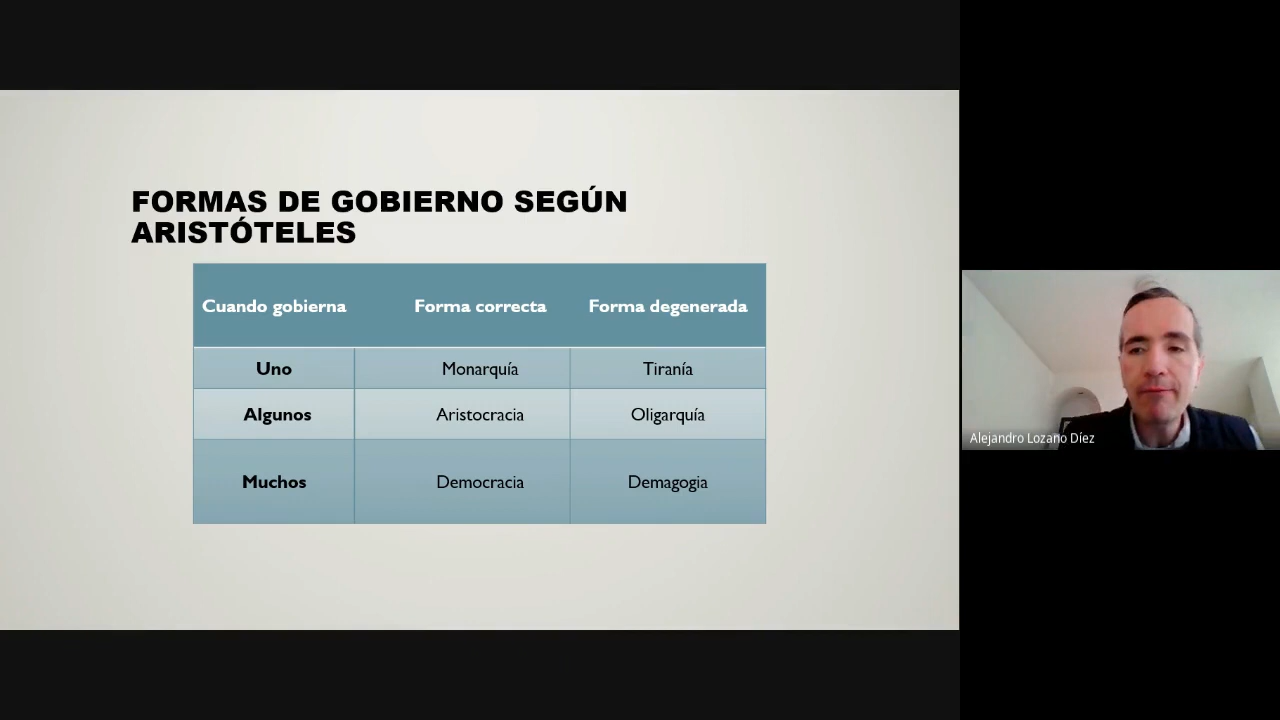 FORMAS DE GOBIERNO SEGÚN
ARISTÓTELES
Cuando gobierna Forma correcta Forma degenerada
Uno Monarquía Tiranía
Algunos Aristocracia Oligarquía
Muchos Democracia Demagogia
Alejandro Lozano Díez